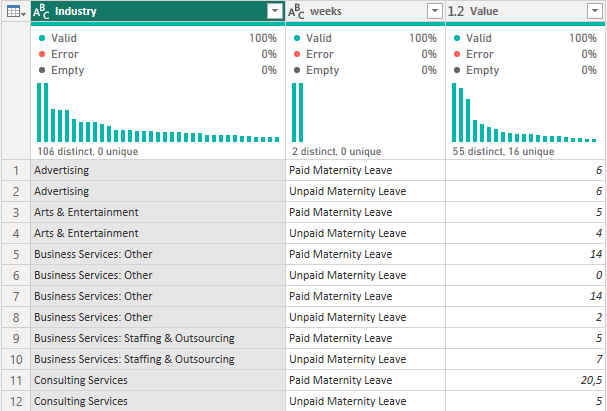 ABC Industry ABC weeks 1.2 Value
Valid 100% Valid 100% Valid 100%
Error 0% Error 0% Error 0%
Empty 0% Empty 0% Empty 0%
106 distinct, 0 unique 2 distinct, 0 unique 55 distinct, 16 unique
1 Advertising Paid Maternity Leave 6
2 Advertising Unpaid Maternity Leave 6
3 Arts & Entertainment Paid Maternity Leave 5
4 Arts & Entertainment Unpaid Maternity Leave 4
5 Business Services: Other Paid Maternity Leave 14
6 Business Services: Other Unpaid Maternity Leave 0
7 Business Services: Other Paid Maternity Leave 14
8 Business Services: Other Unpaid Maternity Leave 2
9 Business Services: Staffing & Outsourcing Paid Maternity Leave 5
10 Business Services: Staffing & Outsourcing Unpaid Maternity Leave 7
11 Consulting Services Paid Maternity Leave 20,5
12 Consulting Services Unpaid Maternity Leave 5